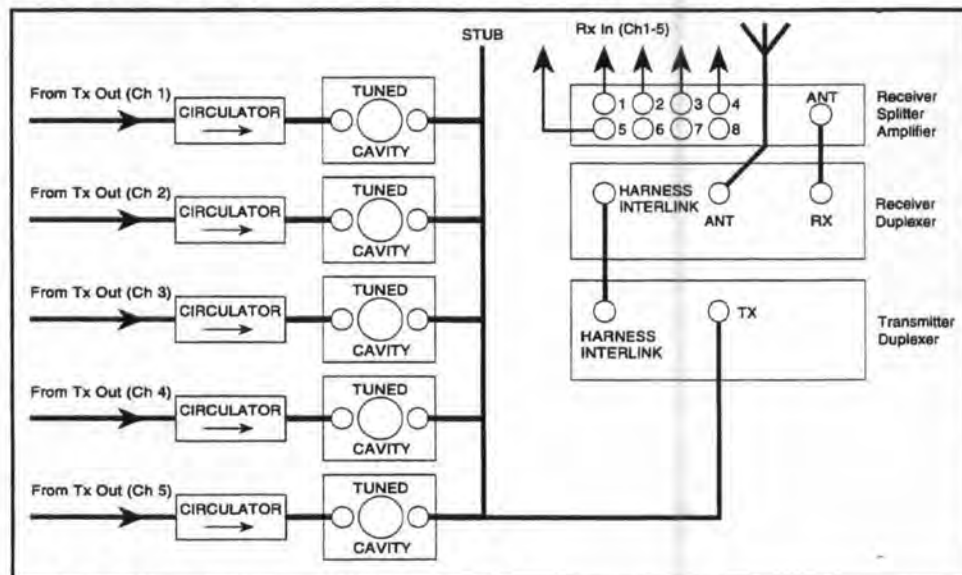 STUB
From Tx Out (Ch 1)
CIRCULATOR
TUNED
CAVITY
From Tx Out (Ch 2)
CIRCULATOR
TUNED
CAVITY
From Tx Out (Ch 3)
CIRCULATOR
TUNED
CAVITY
From Tx Out (Ch 4)
CIRCULATOR
TUNED
CAVITY
From Tx Out (Ch 5)
CIRCULATOR
TUNED
CAVITY
Rx In (Ch1-5)
1 2 3 4
5 6 7 8
ANT
Receiver
Splitter
Amplifier
HARNESS
INTERLINK
ANT
RX
Receiver
Duplexer
HARNESS
INTERLINK
TX
Transmitter
Duplexer